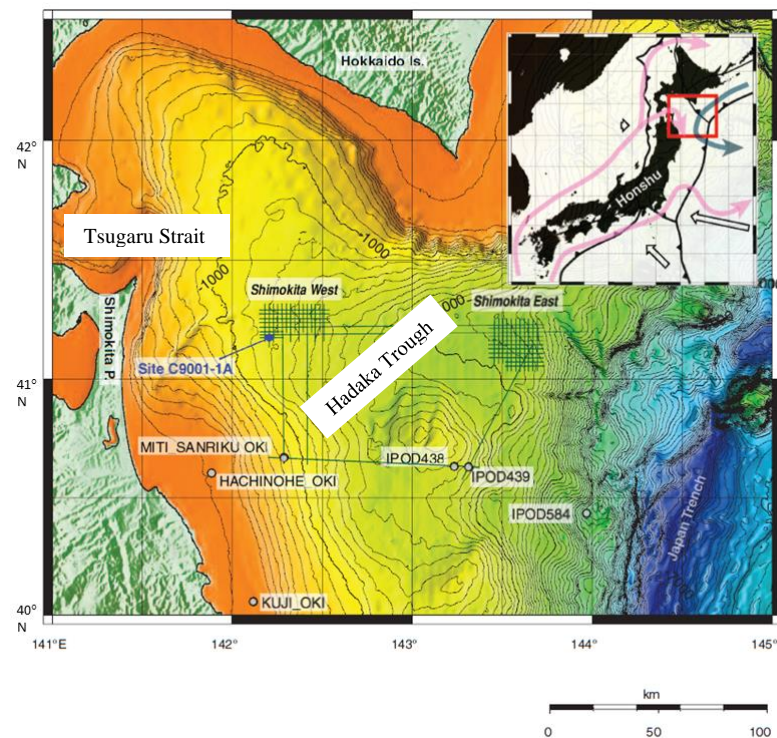 Hokkaido Is.
Honshu
42°
N
Tsugaru Strait
-1000
-1000
Shimokita West
Shimokita East
Shimokita P.
Site C9001-1A
Hadaka Trough
41°
N
MITI_SANRIKU OKI
HACHINOHE_OKI
IPOD438
IPOD439
IPOD584
Japan Trench
KUJI_OKI
40°
N
141°E
142°
143°
144°
145°
km
0
50
100